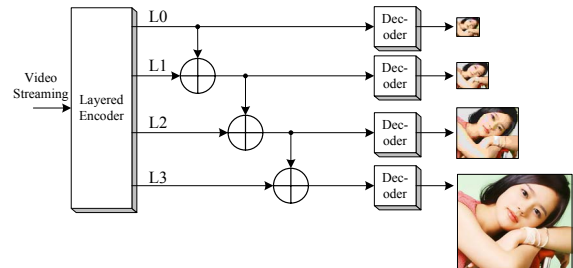 L0
Dec-
oder
L1
Dec-
oder
Video
Streaming
Layered
Encoder
L2
Dec-
oder
L3
Dec-
oder